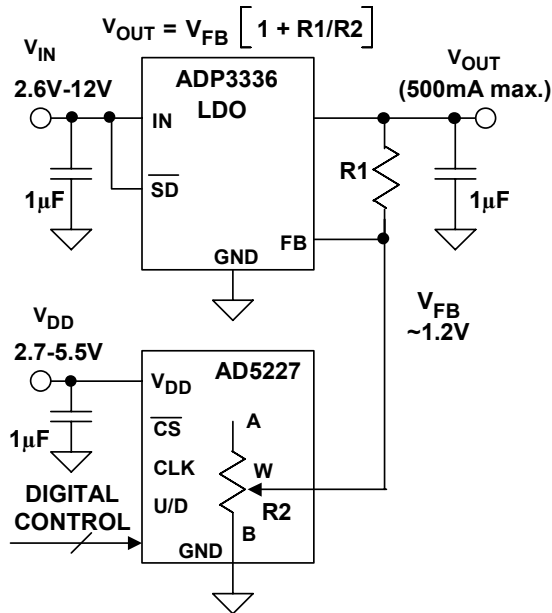 V_OUT = V_FB [ 1 + R1/R2 ]
V_IN
2.6V-12V
ADP3336
LDO
V_OUT
(500mA max.)
IN
SD
1µF
R1
1µF
FB
GND
V_FB
~1.2V
V_DD
2.7-5.5V
AD5227
V_DD
CS
A
1µF
CLK
W
U/D
R2
DIGITAL
CONTROL
B
GND